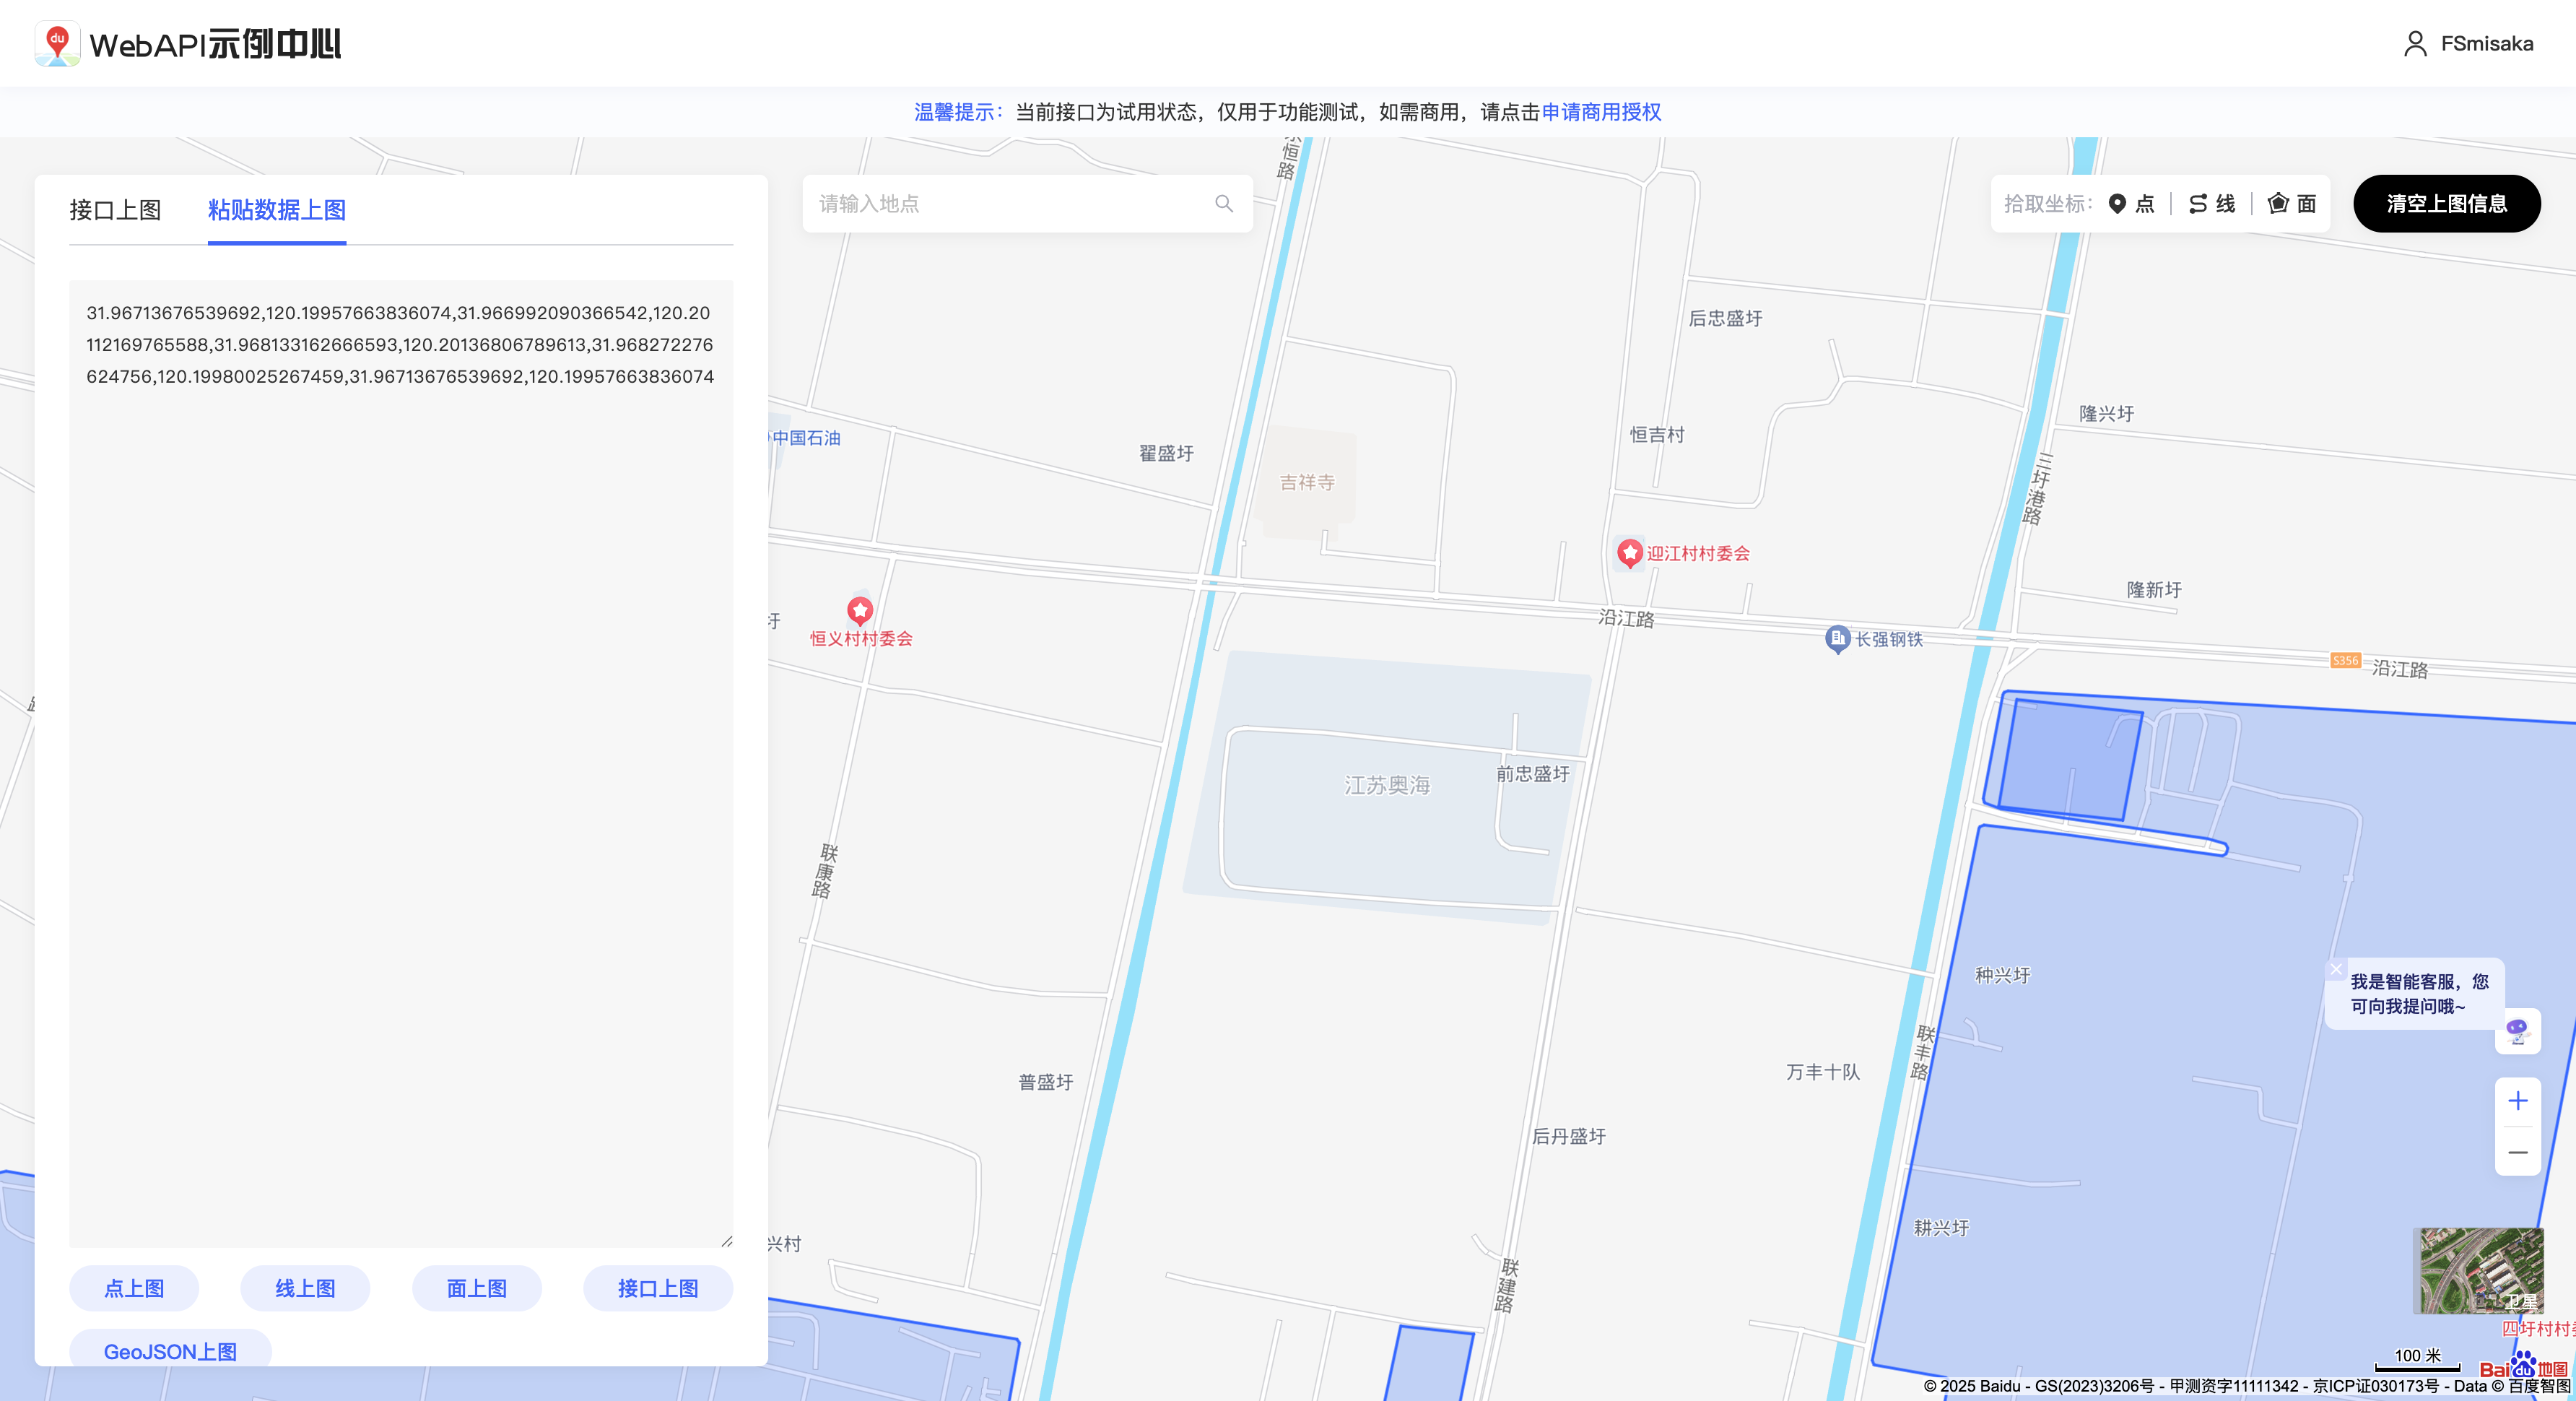 du WebAPI示例中心
FSmisaka
温馨提示：当前接口为试用状态，仅用于功能测试，如需商用，请点击申请商用授权
接口上图
粘贴数据上图
请输入地点
拾取坐标：
点
线
面
清空上图信息
31.96713676539692,120.19957663836074,31.966992090366542,120.20
112169765588,31.968133162666593,120.20136806789613,31.968272276
624756,120.19980025267459,31.96713676539692,120.19957663836074
恒路
后忠盛圩
隆兴圩
中国石油
恒吉村
翟盛圩
吉祥寺
三圩港路
迎江村村委会
隆新圩
圩
沿江路
恒义村村委会
长强钢铁
S356
沿江路
江苏奥海
前忠盛圩
联康路
种兴圩
我是智能客服，您
可向我提问哦~
联丰路
万丰十队
普盛圩
后丹盛圩
耕兴圩
兴村
联建路
点上图
线上图
面上图
接口上图
GeoJSON上图
卫星
四圩村村
100 米
Bai du 地图
© 2025 Baidu - GS(2023)3206号 - 甲测资字11111342 - 京ICP证030173号 - Data © 百度智图